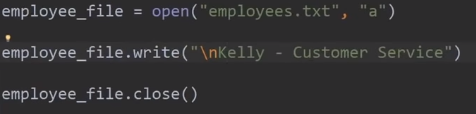 employee_file = open("employees.txt", "a")
employee_file.write("\nKelly - Customer Service")
employee_file.close()